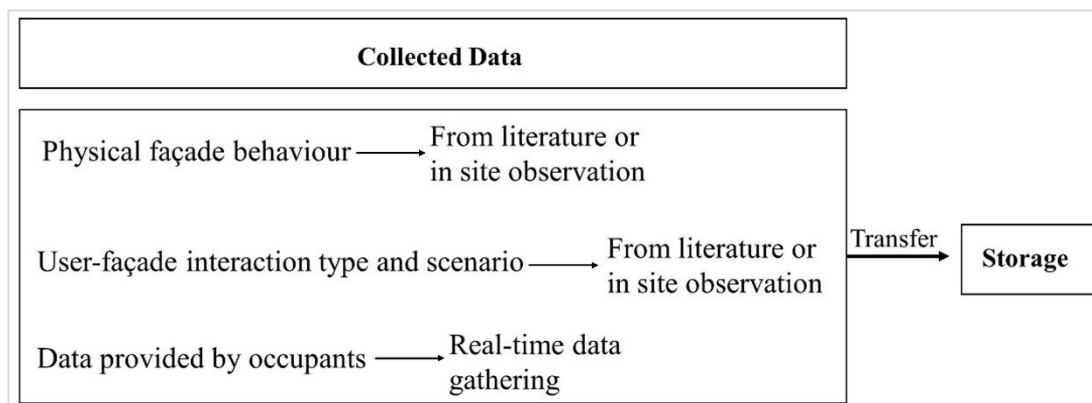 Collected Data
Physical façade behaviour
From literature or
in site observation
User-façade interaction type and scenario
From literature or
in site observation
Data provided by occupants
Real-time data
gathering
Transfer
Storage